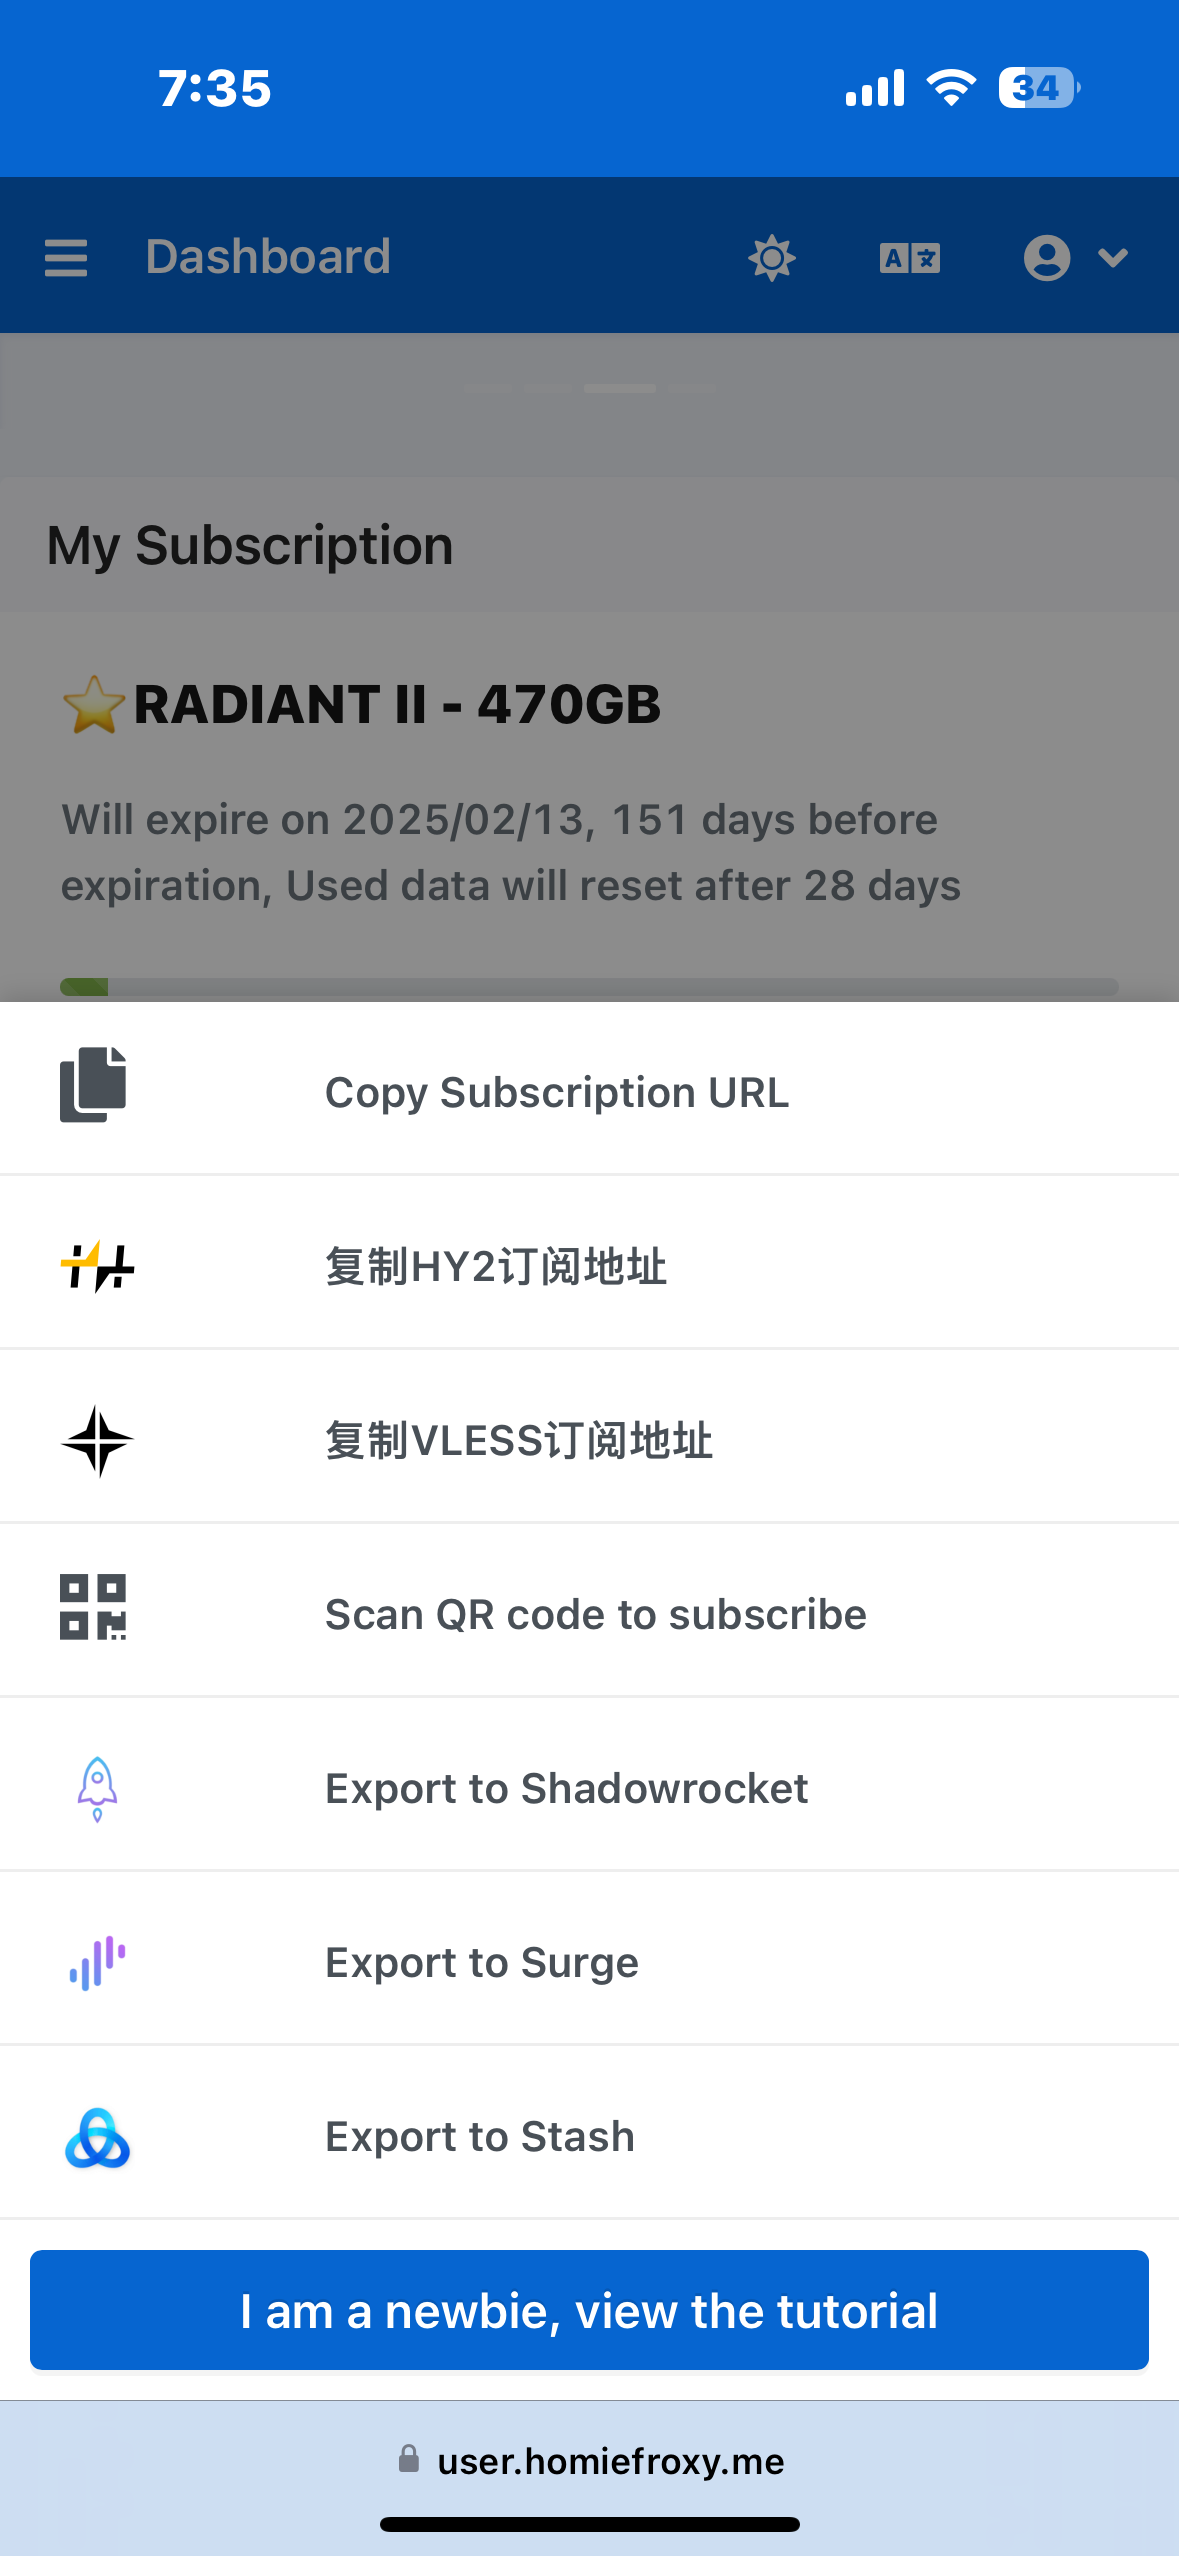 7:35
34
Dashboard
A 文
My Subscription
⭐RADIANT II - 470GB
Will expire on 2025/02/13, 151 days before
expiration, Used data will reset after 28 days
Copy Subscription URL
复制HY2订阅地址
复制VLESS订阅地址
Scan QR code to subscribe
Export to Shadowrocket
Export to Surge
Export to Stash
I am a newbie, view the tutorial
user.homiefroxy.me